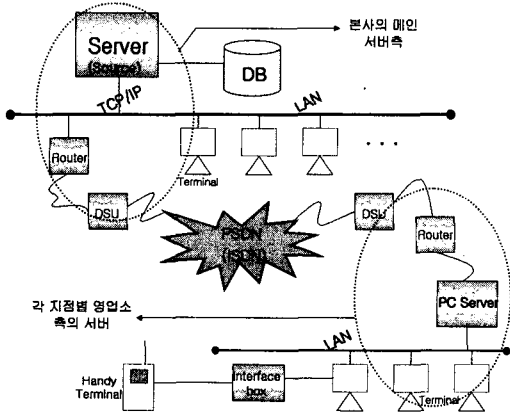 Server
(Source)
DB
본사의 메인
서버측
TCP/IP
LAN
Router
Terminal
DSU
PSDN
(ISDN)
DSU
Router
PC Server
각 지점별 영업소
측의 서버
LAN
Handy
Terminal
Interface
box
Terminal